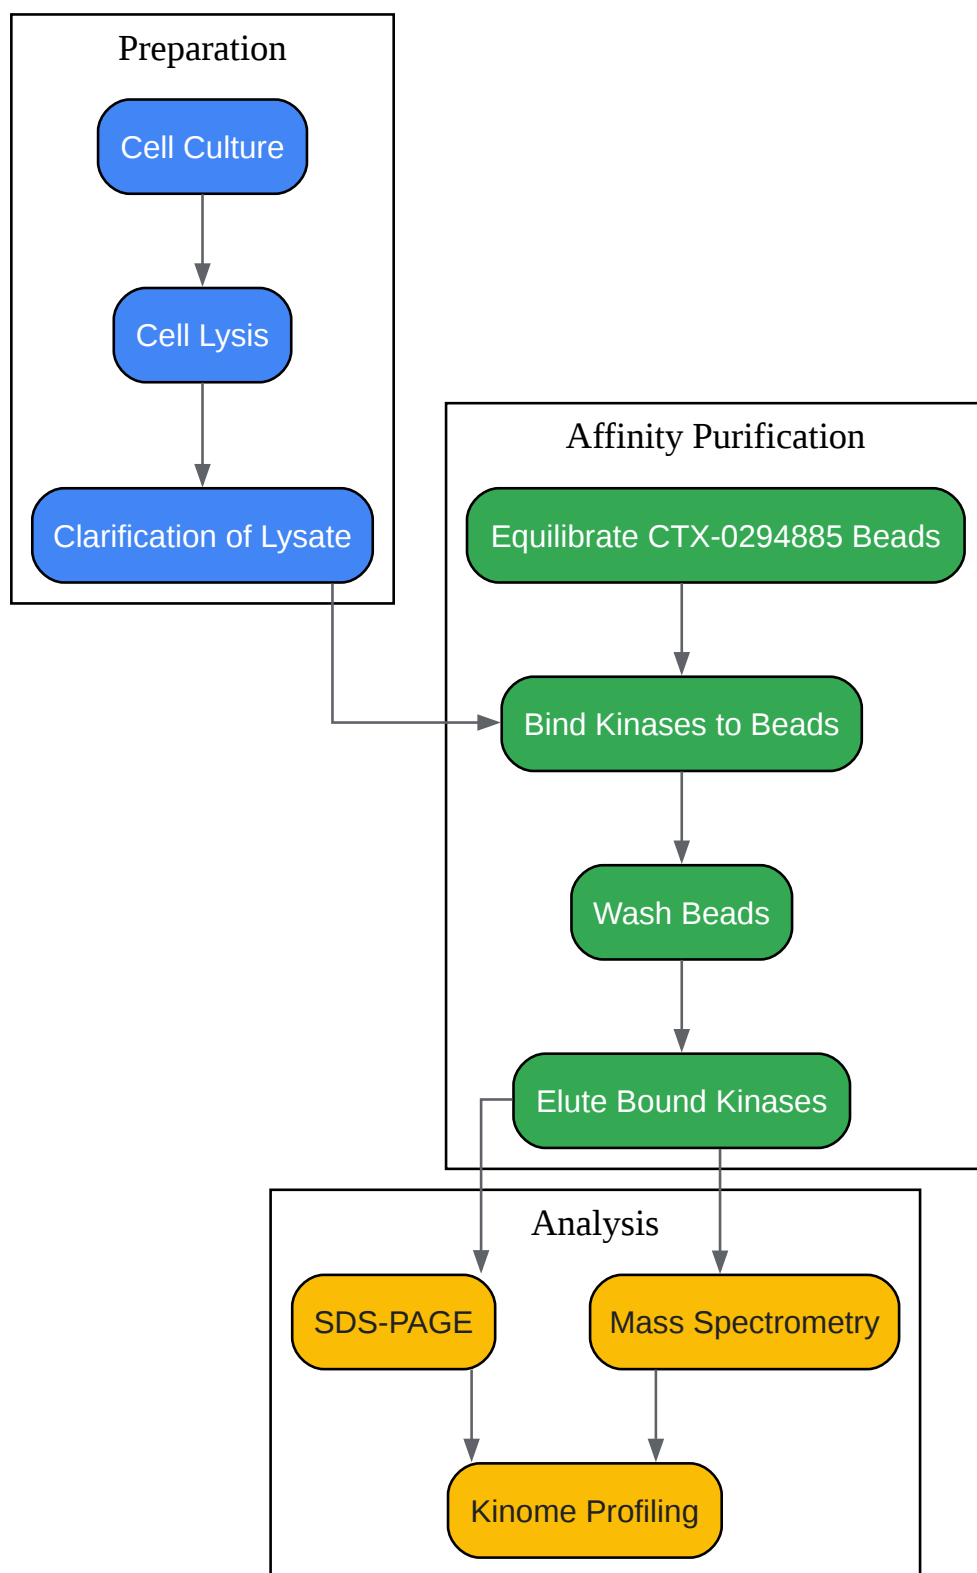 Preparation
Cell Culture
Cell Lysis
Clarification of Lysate
Affinity Purification
Equilibrate CTX-0294885 Beads
Bind Kinases to Beads
Wash Beads
Elute Bound Kinases
Analysis
SDS-PAGE
Mass Spectrometry
Kinome Profiling